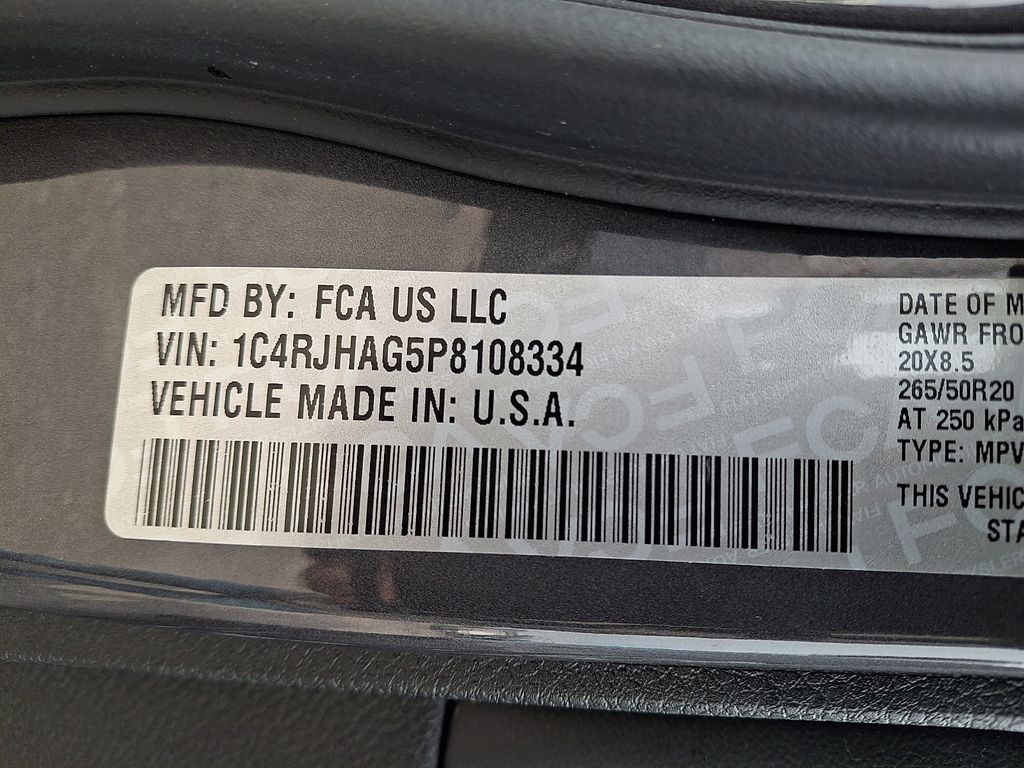 MFD BY: FCA US LLC
VIN: 1C4RJHAG5P8108334
VEHICLE MADE IN: U.S.A.
DATE OF M
GAWR FRO
20X8.5
265/50R20
AT 250 kPa
TYPE: MPV
THIS VEHIC
STA